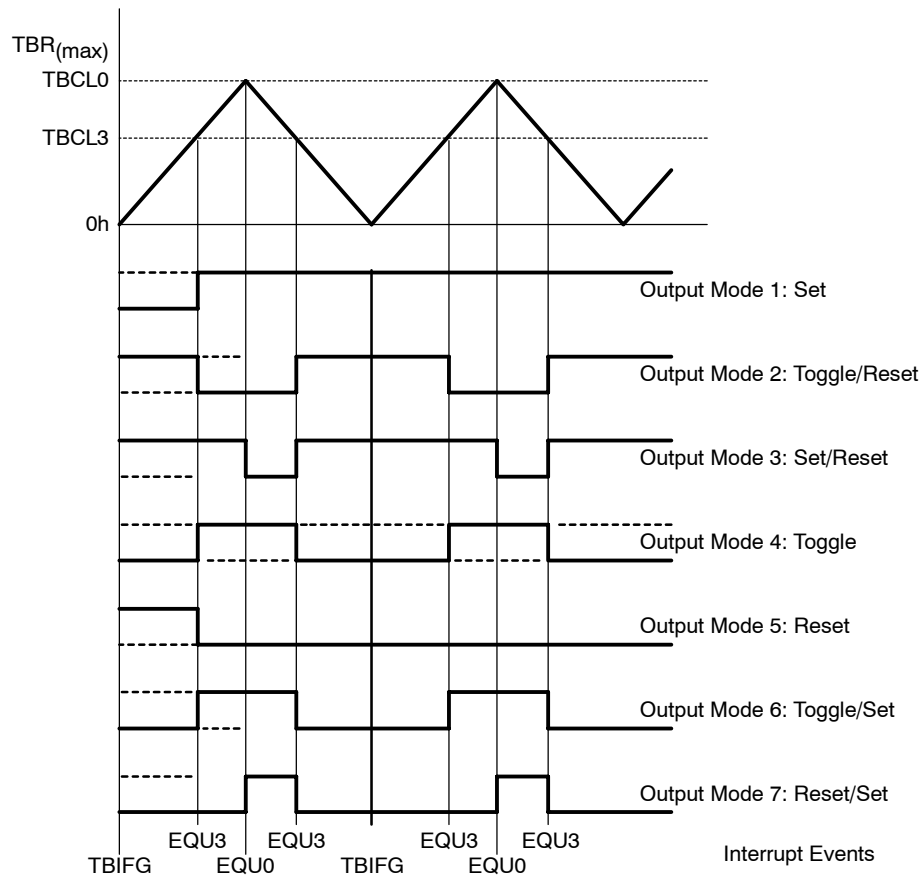 TBR(max)
TBCL0
TBCL3
0h
Output Mode 1: Set
Output Mode 2: Toggle/Reset
Output Mode 3: Set/Reset
Output Mode 4: Toggle
Output Mode 5: Reset
Output Mode 6: Toggle/Set
Output Mode 7: Reset/Set
EQU3 EQU3 EQU3 EQU3
TBIFG EQU0 TBIFG EQU0 Interrupt Events